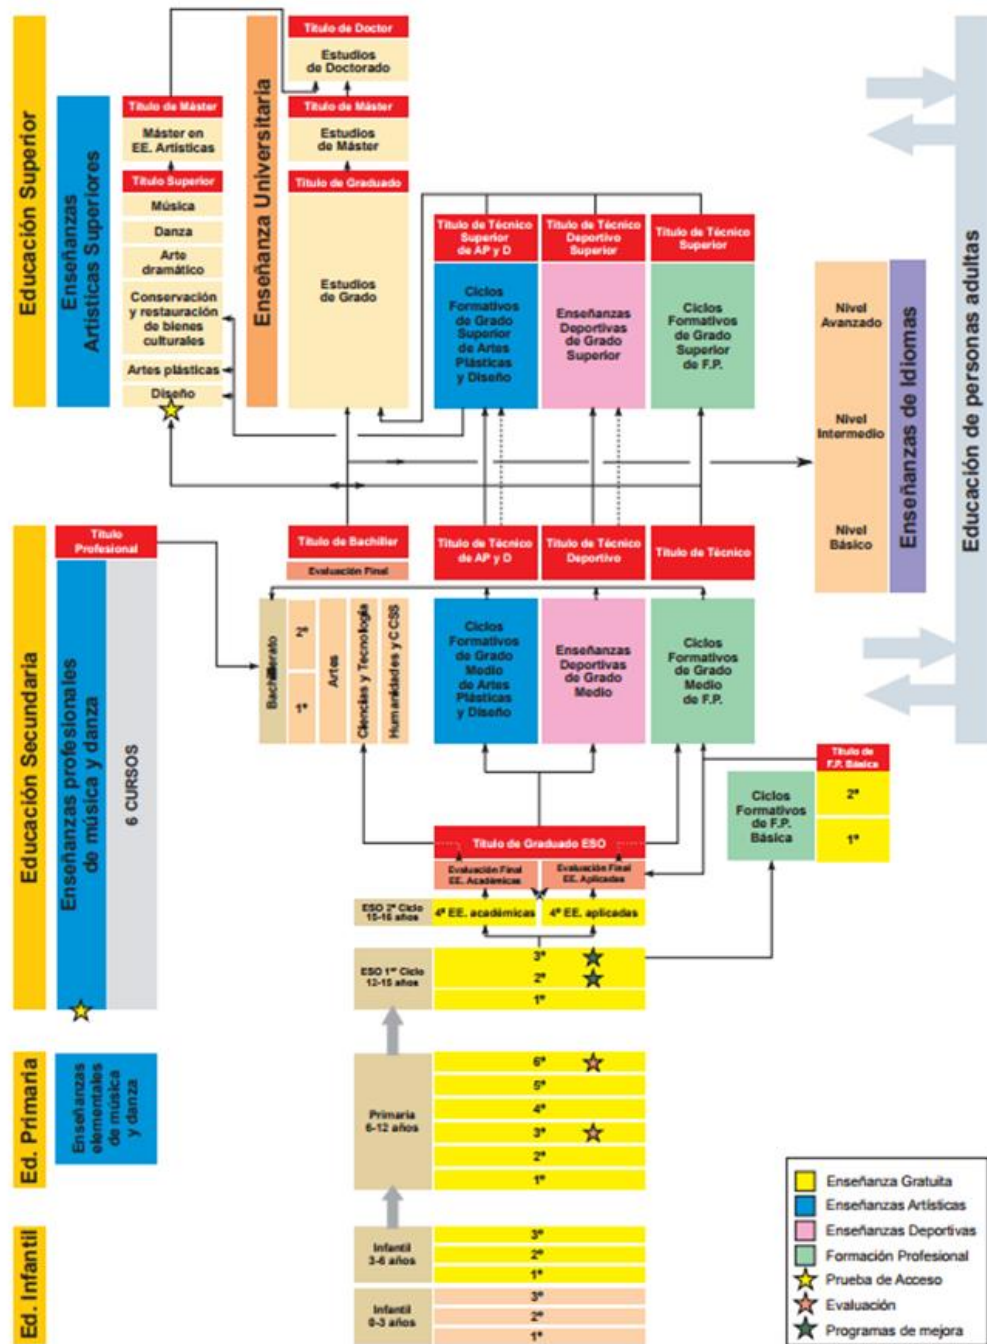 Educación Superior
Enseñanzas
Artísticas Superiores
Título de Máster
Máster en
EE. Artísticas
Título Superior
Música
Danza
Arte
dramático
Conservación
y restauración
de bienes
culturales
Artes plásticas
Diseño
Enseñanza Universitaria
Título de Doctor
Estudios
de Doctorado
Título de Máster
Estudios
de Máster
Título de Graduado
Estudios
de Grado
Título de Técnico
Superior
de AP y D
Ciclos
Formativos
de Grado
Superior
de Artes
Plásticas
y Diseño
Título de Técnico
Deportivo
Superior
Enseñanzas
Deportivas
de Grado
Superior
Título de Técnico
Superior
Ciclos
Formativos
de Grado
Superior
de F.P.
Nivel
Avanzado
Nivel
Intermedio
Nivel
Básico
Enseñanzas de Idiomas
Educación de personas adultas
Educación Secundaria
Título
Profesional
Enseñanzas profesionales
de música y danza
6 CURSOS
Título de Bachiller
Evaluación Final
Bachillerato
2º
1º
Artes
Ciencias y Tecnología
Humanidades y CCSS
Título de Técnico
de AP y D
Ciclos
Formativos
de Grado
Medio
de Artes
Plásticas
y Diseño
Título de Técnico
Deportivo
Enseñanzas
Deportivas
de Grado
Medio
Título de Técnico
Ciclos
Formativos
de Grado
Medio
de F.P.
Título de
F.P. Básica
Ciclos
Formativos
de F.P.
Básica
2º
1º
Título de Graduado ESO
Evaluación Final
EE. Académicas
Evaluación Final
EE. Aplicadas
ESO 2º Ciclo
15-16 años
4º EE. académicas
4º EE. aplicadas
ESO 1er Ciclo
12-15 años
3º
2º
1º
Ed. Primaria
Enseñanzas
elementales
de música
y danza
Primaria
6-12 años
6º
5º
4º
3º
2º
1º
Ed. Infantil
Infantil
3-6 años
3º
2º
1º
Infantil
0-3 años
3º
2º
1º
Enseñanza Gratuita
Enseñanzas Artísticas
Enseñanzas Deportivas
Formación Profesional
Prueba de Acceso
Evaluación
Programas de mejora